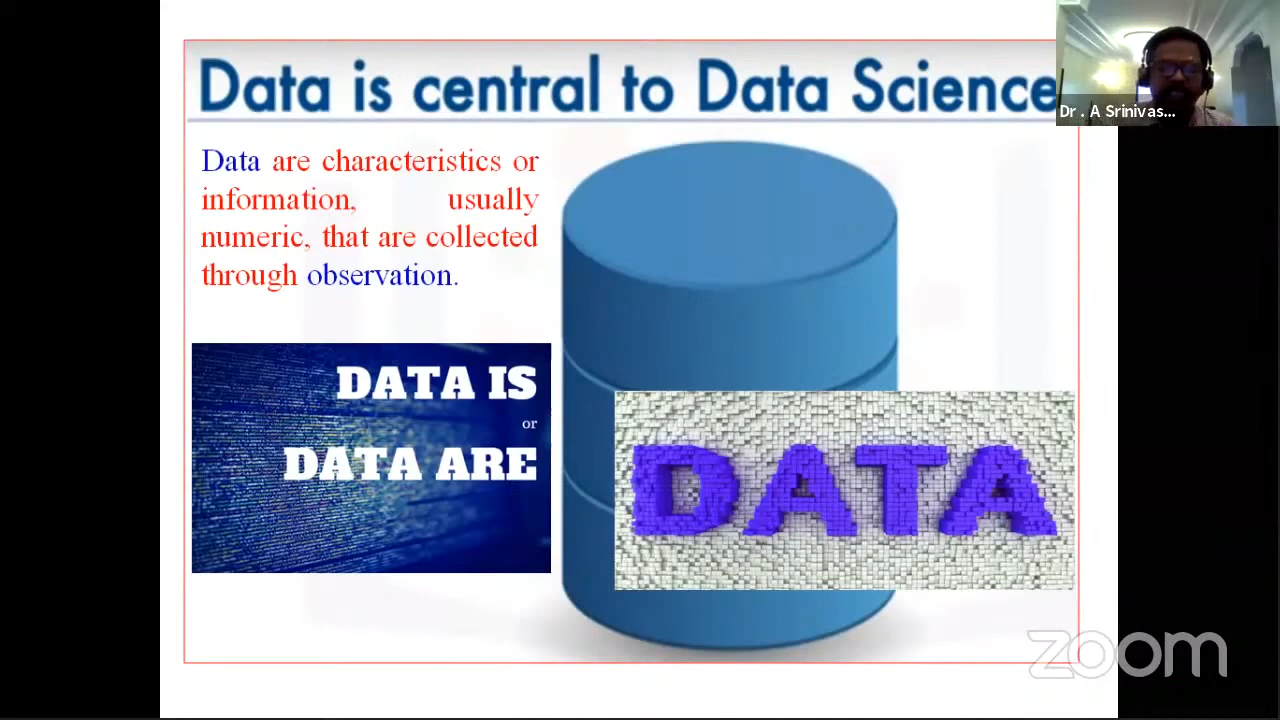 Data is central to Data Science
Dr . A Srinivas...
Data are characteristics or
information, usually
numeric, that are collected
through observation.
DATA IS
or
DATA ARE
DATA
zoom